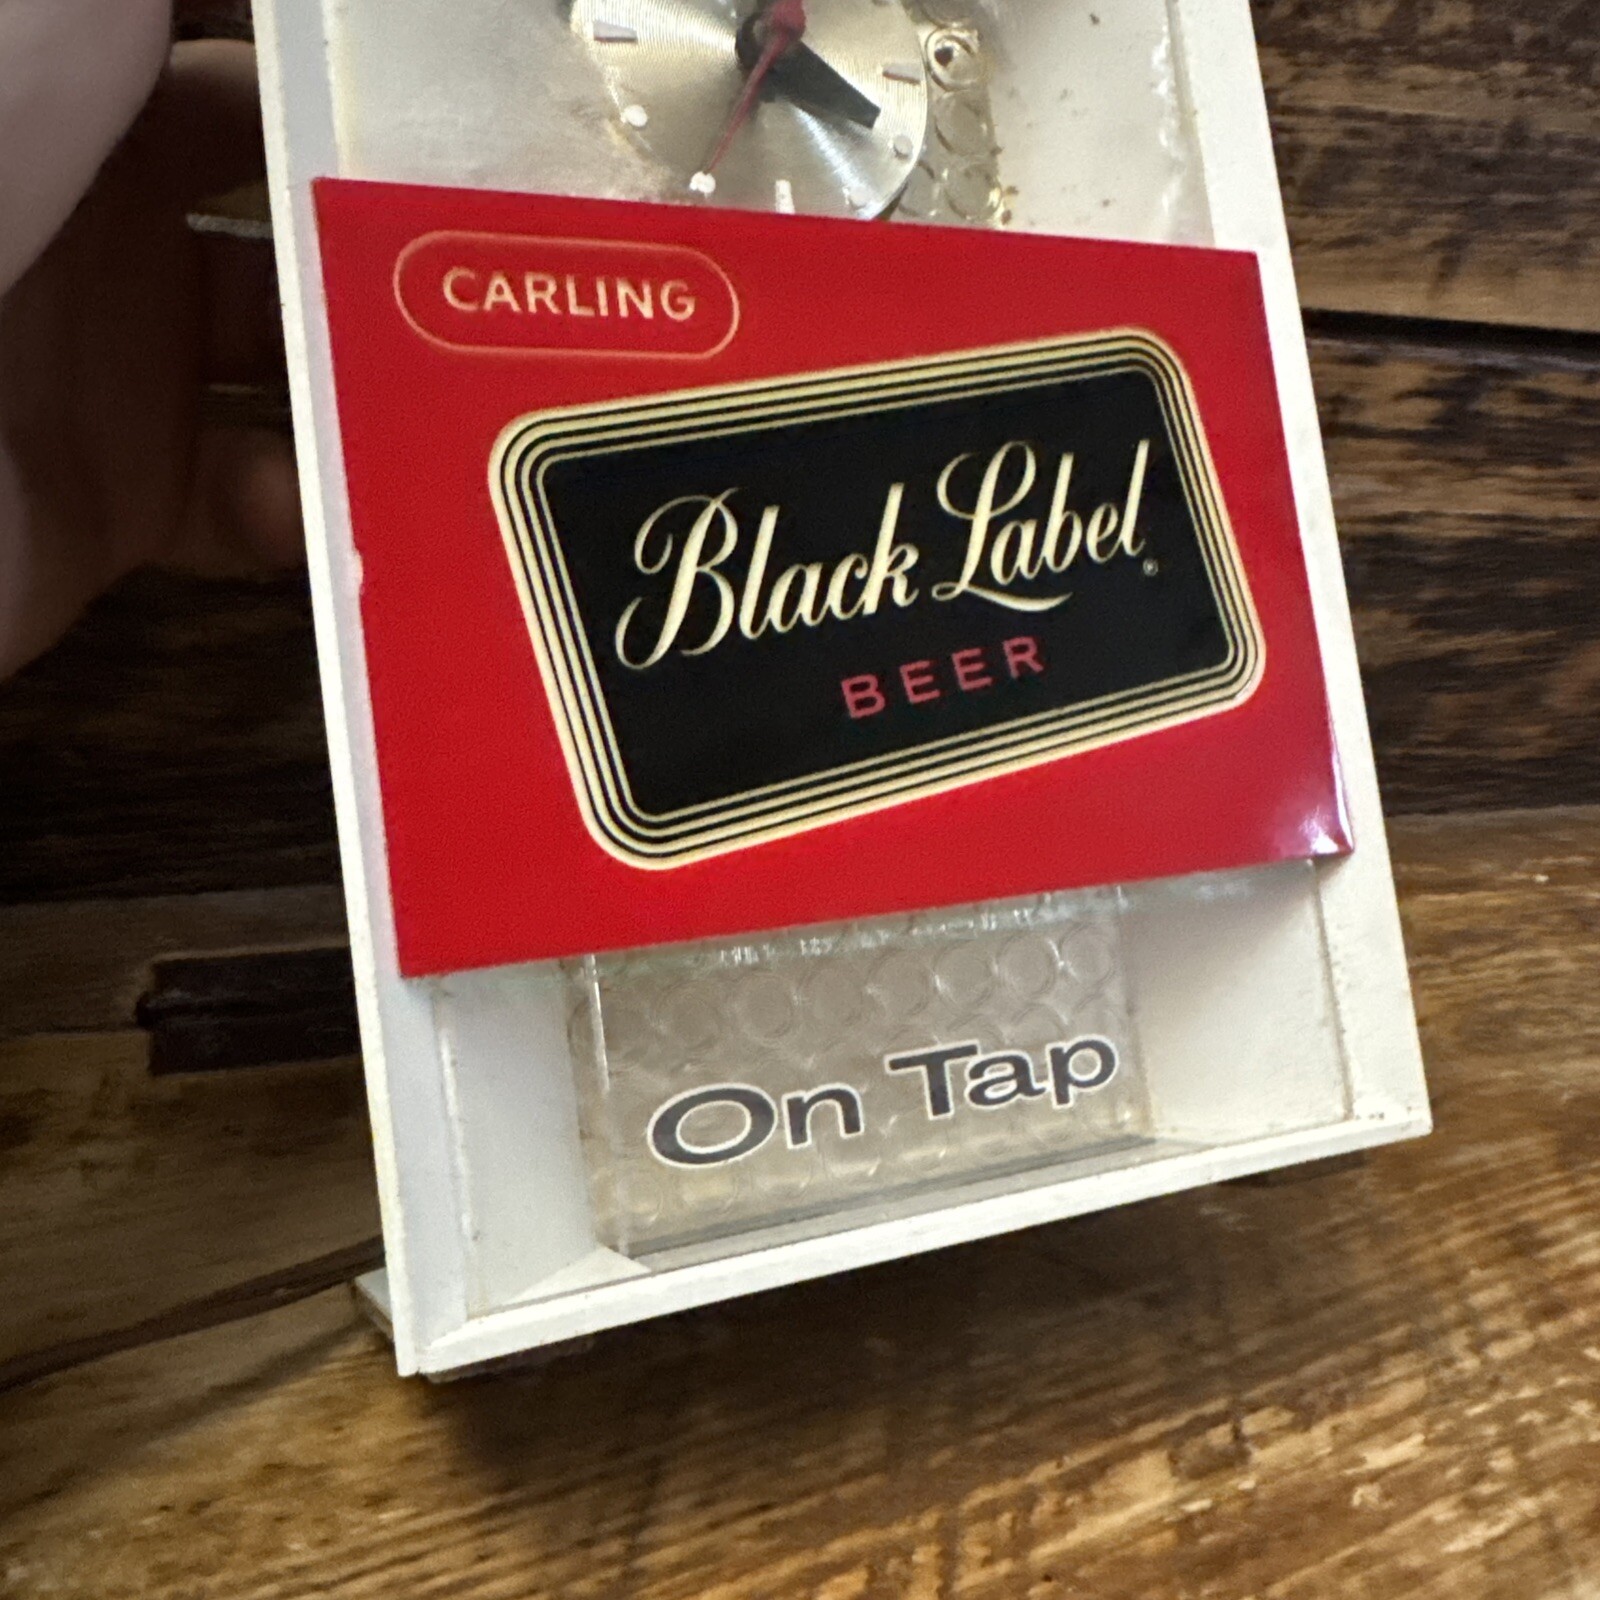 CARLING
Black Label®
BEER
On Tap